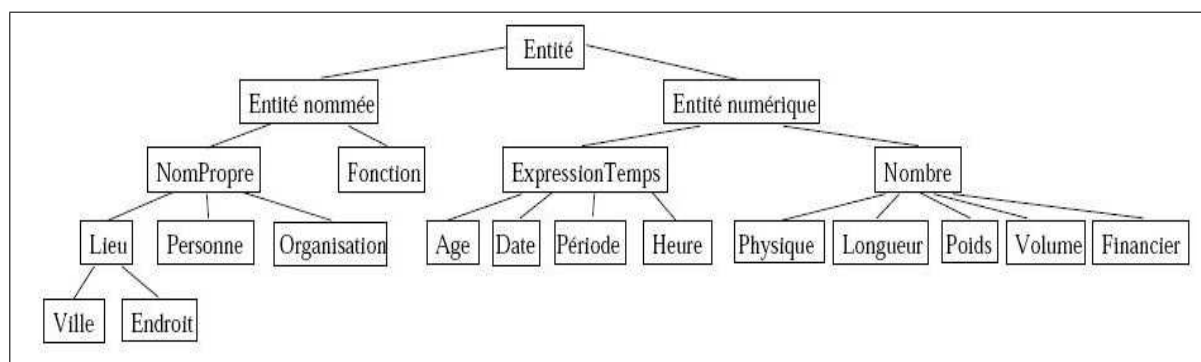 Entité
Entité nommée
Entité numérique
NomPropre
Fonction
ExpressionTemps
Nombre
Lieu
Personne
Organisation
Age
Date
Période
Heure
Physique
Longueur
Poids
Volume
Financier
Ville
Endroit